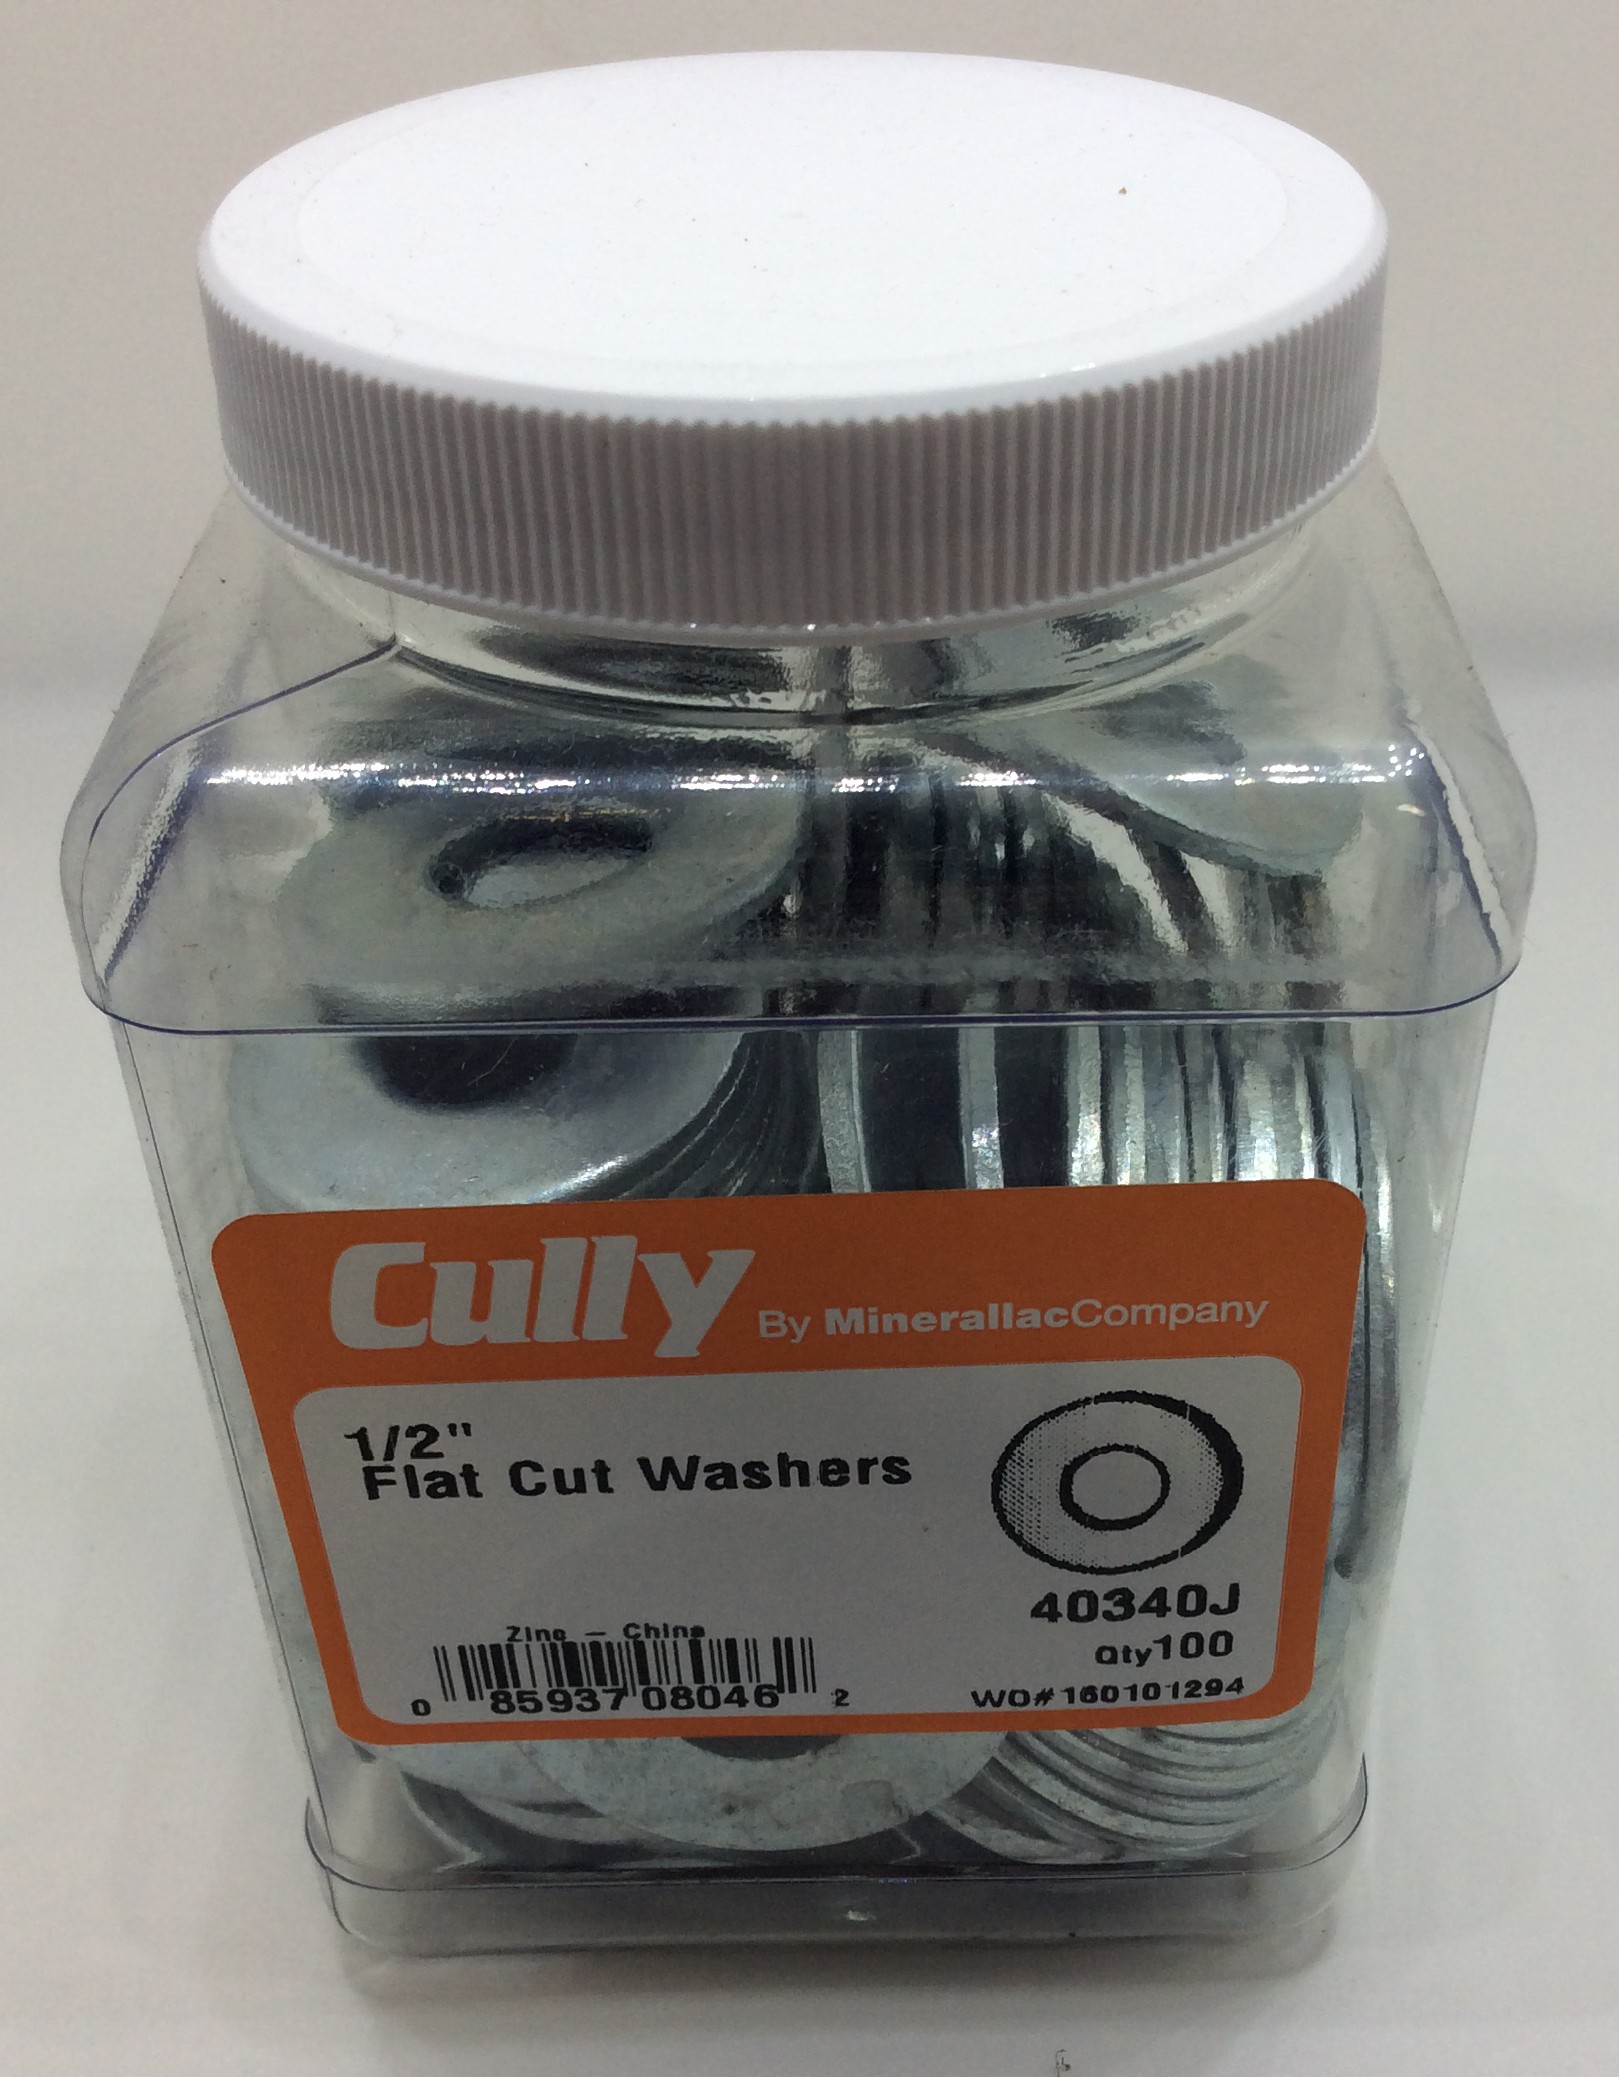 Cully By MinerallacCompany
1/2"
Flat Cut Washers
40340J
Qty100
WO#160101294
Zinc – China
0 85937 08046 2